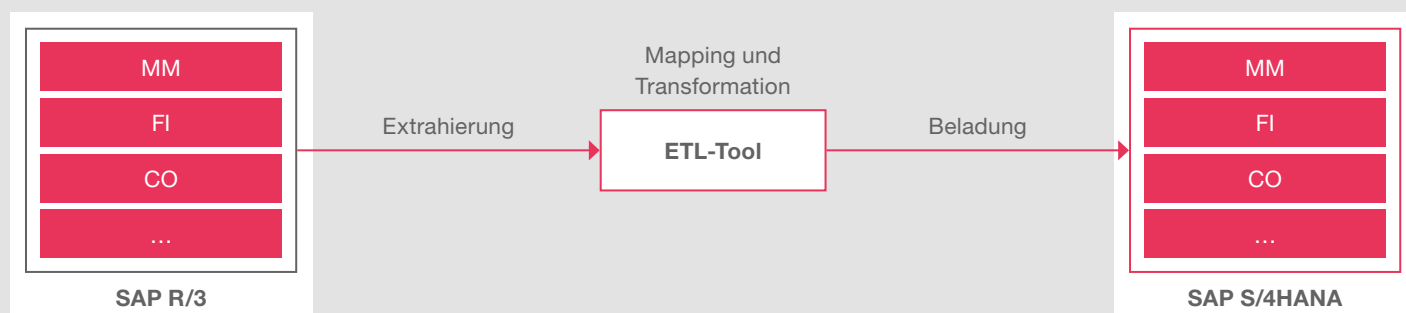 MM
FI
CO
...
SAP R/3
Extrahierung
Mapping und
Transformation
ETL-Tool
Beladung
MM
FI
CO
...
SAP S/4HANA